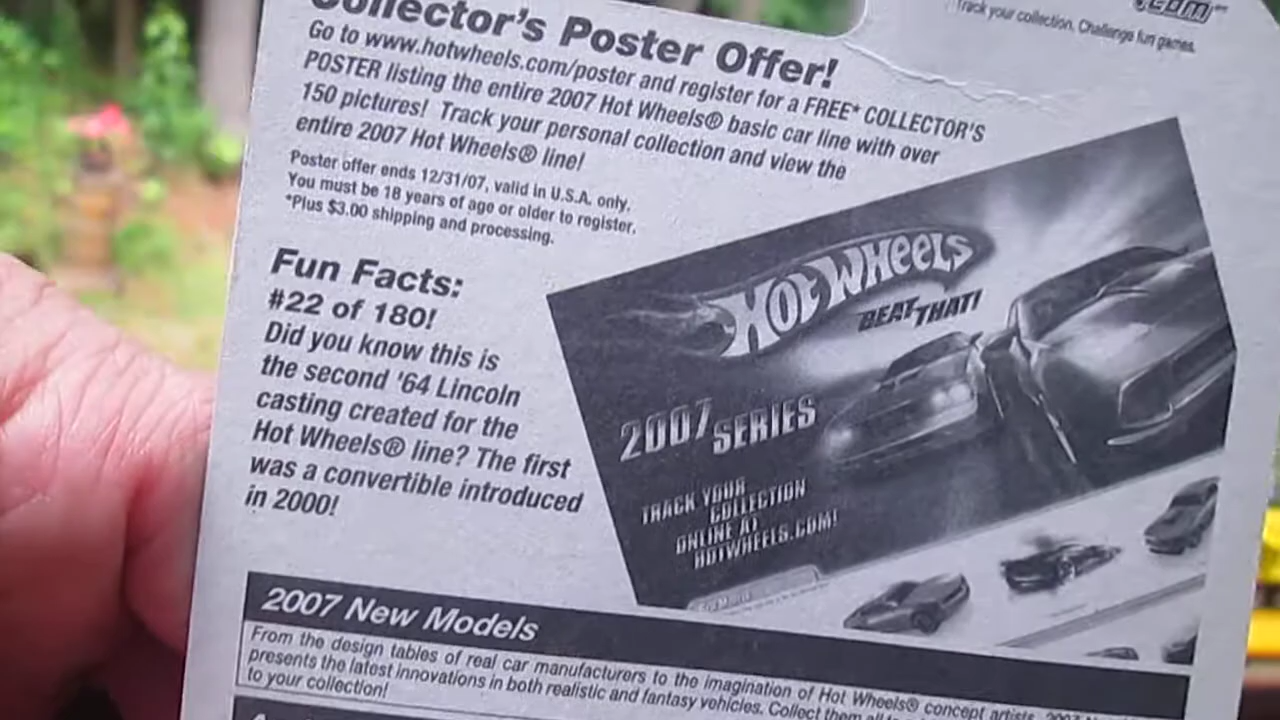 Collector's Poster Offer!
Go to www.hotwheels.com/poster and register for a FREE* COLLECTOR'S
POSTER listing the entire 2007 Hot Wheels® basic car line with over
150 pictures! Track your personal collection and view the
entire 2007 Hot Wheels® line!
Poster offer ends 12/31/07, valid in U.S.A. only.
You must be 18 years of age or older to register.
*Plus $3.00 shipping and processing.
.com
Track your collection. Challenge fun games.
Fun Facts:
#22 of 180!
Did you know this is
the second '64 Lincoln
casting created for the
Hot Wheels® line? The first
was a convertible introduced
in 2000!
HOT WHEELS
BEAT THAT!
2007 SERIES
TRACK YOUR
COLLECTION
ONLINE AT
HOTWHEELS.COM!
2007 New Models
From the design tables of real car manufacturers to the imagination of Hot Wheels® concept artists, 2007
presents the latest innovations in both realistic and fantasy vehicles. Collect them all
to your collection!